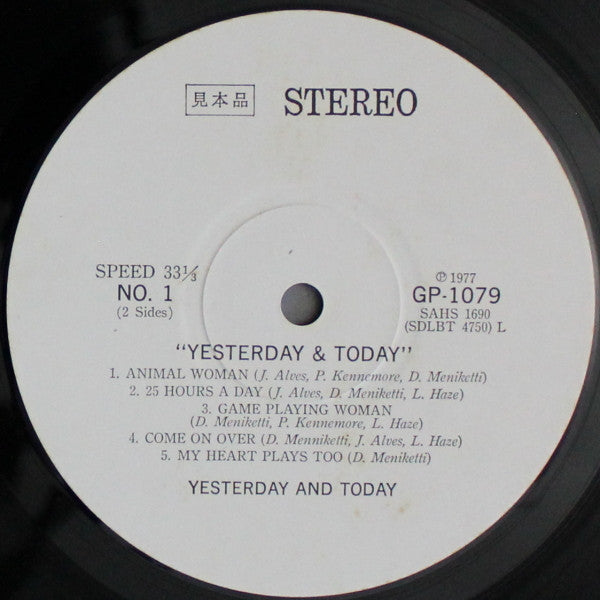 見本品 STEREO
SPEED 33⅓
NO. 1
(2 Sides)
℗ 1977
GP-1079
SAHS 1690
(SDLBT 4750) L
"YESTERDAY & TODAY"
1. ANIMAL WOMAN (J. Alves, P. Kennemore, D. Meniketti)
2. 25 HOURS A DAY (J. Alves, D. Meniketti, L. Haze)
3. GAME PLAYING WOMAN
(D. Meniketti, P. Kennemore, L. Haze)
4. COME ON OVER (D. Menniketti, J. Alves, L. Haze)
5. MY HEART PLAYS TOO (D. Meniketti)
YESTERDAY AND TODAY